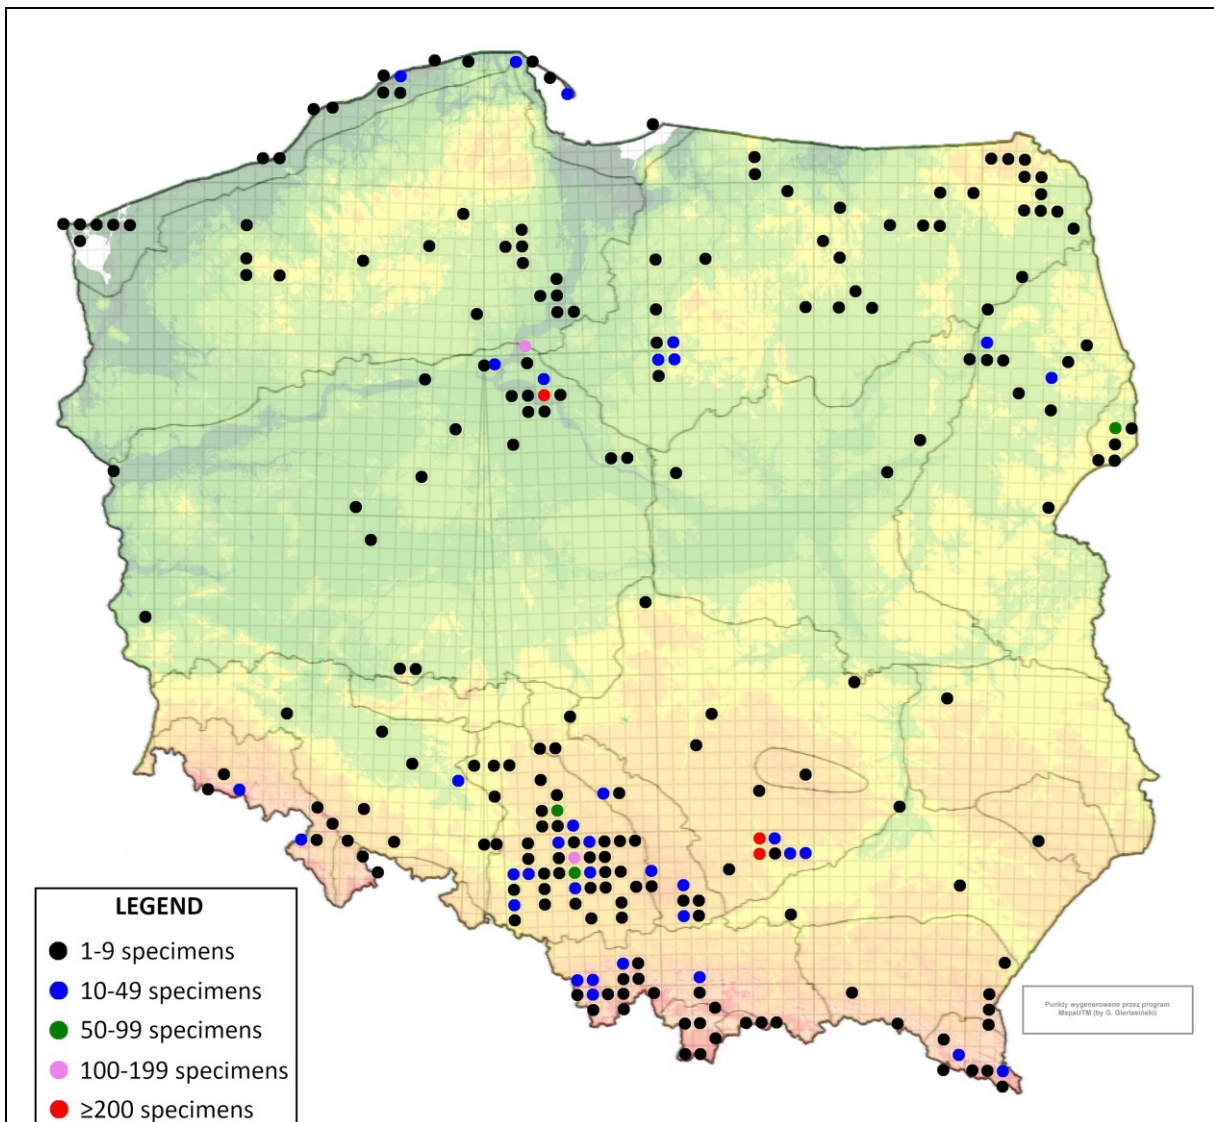 LEGEND
1-9 specimens
10-49 specimens
50-99 specimens
100-199 specimens
≥200 specimens
Punkty wygenerowane przez program
MapaUTM (by G. Gierlasiński)